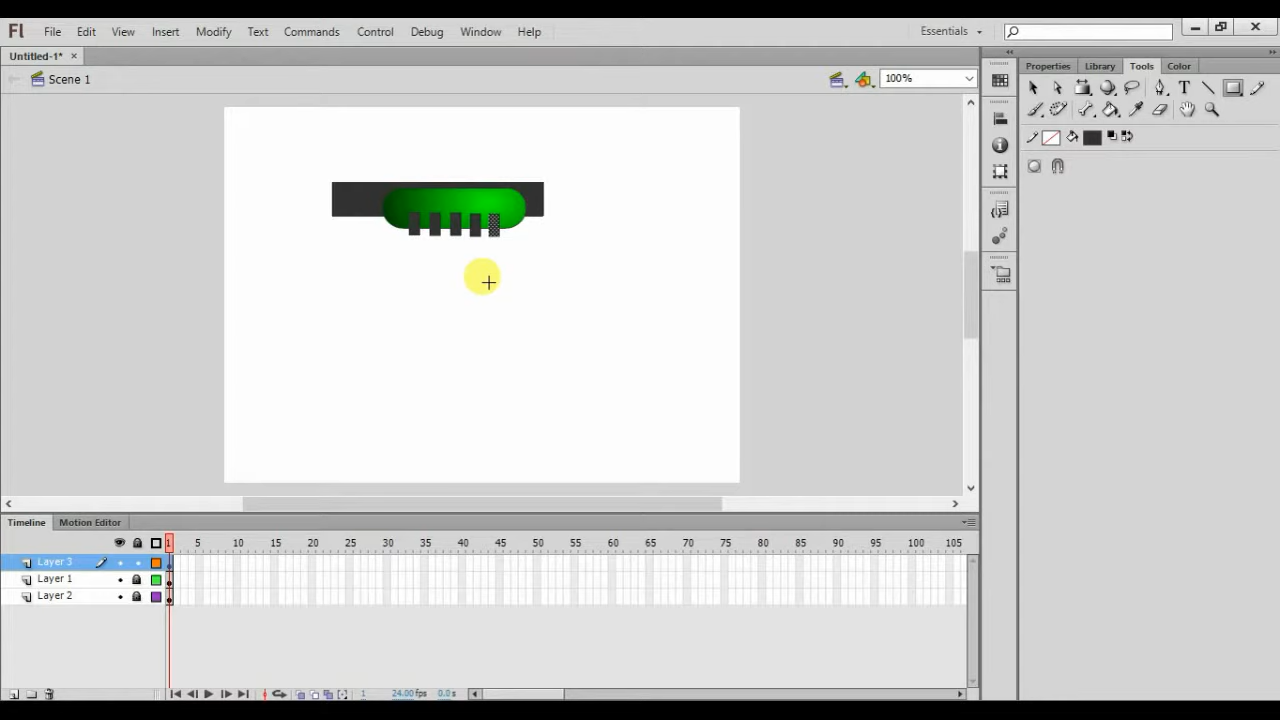 Fl File Edit View Insert Modify Text Commands Control Debug Window Help Essentials
Untitled-1* ×
Scene 1 100%
Properties Library Tools Color
Timeline Motion Editor
1 5 10 15 20 25 30 35 40 45 50 55 60 65 70 75 80 85 90 95 100 105
Layer 3
Layer 1
Layer 2
1 24.00 fps 0.0 s